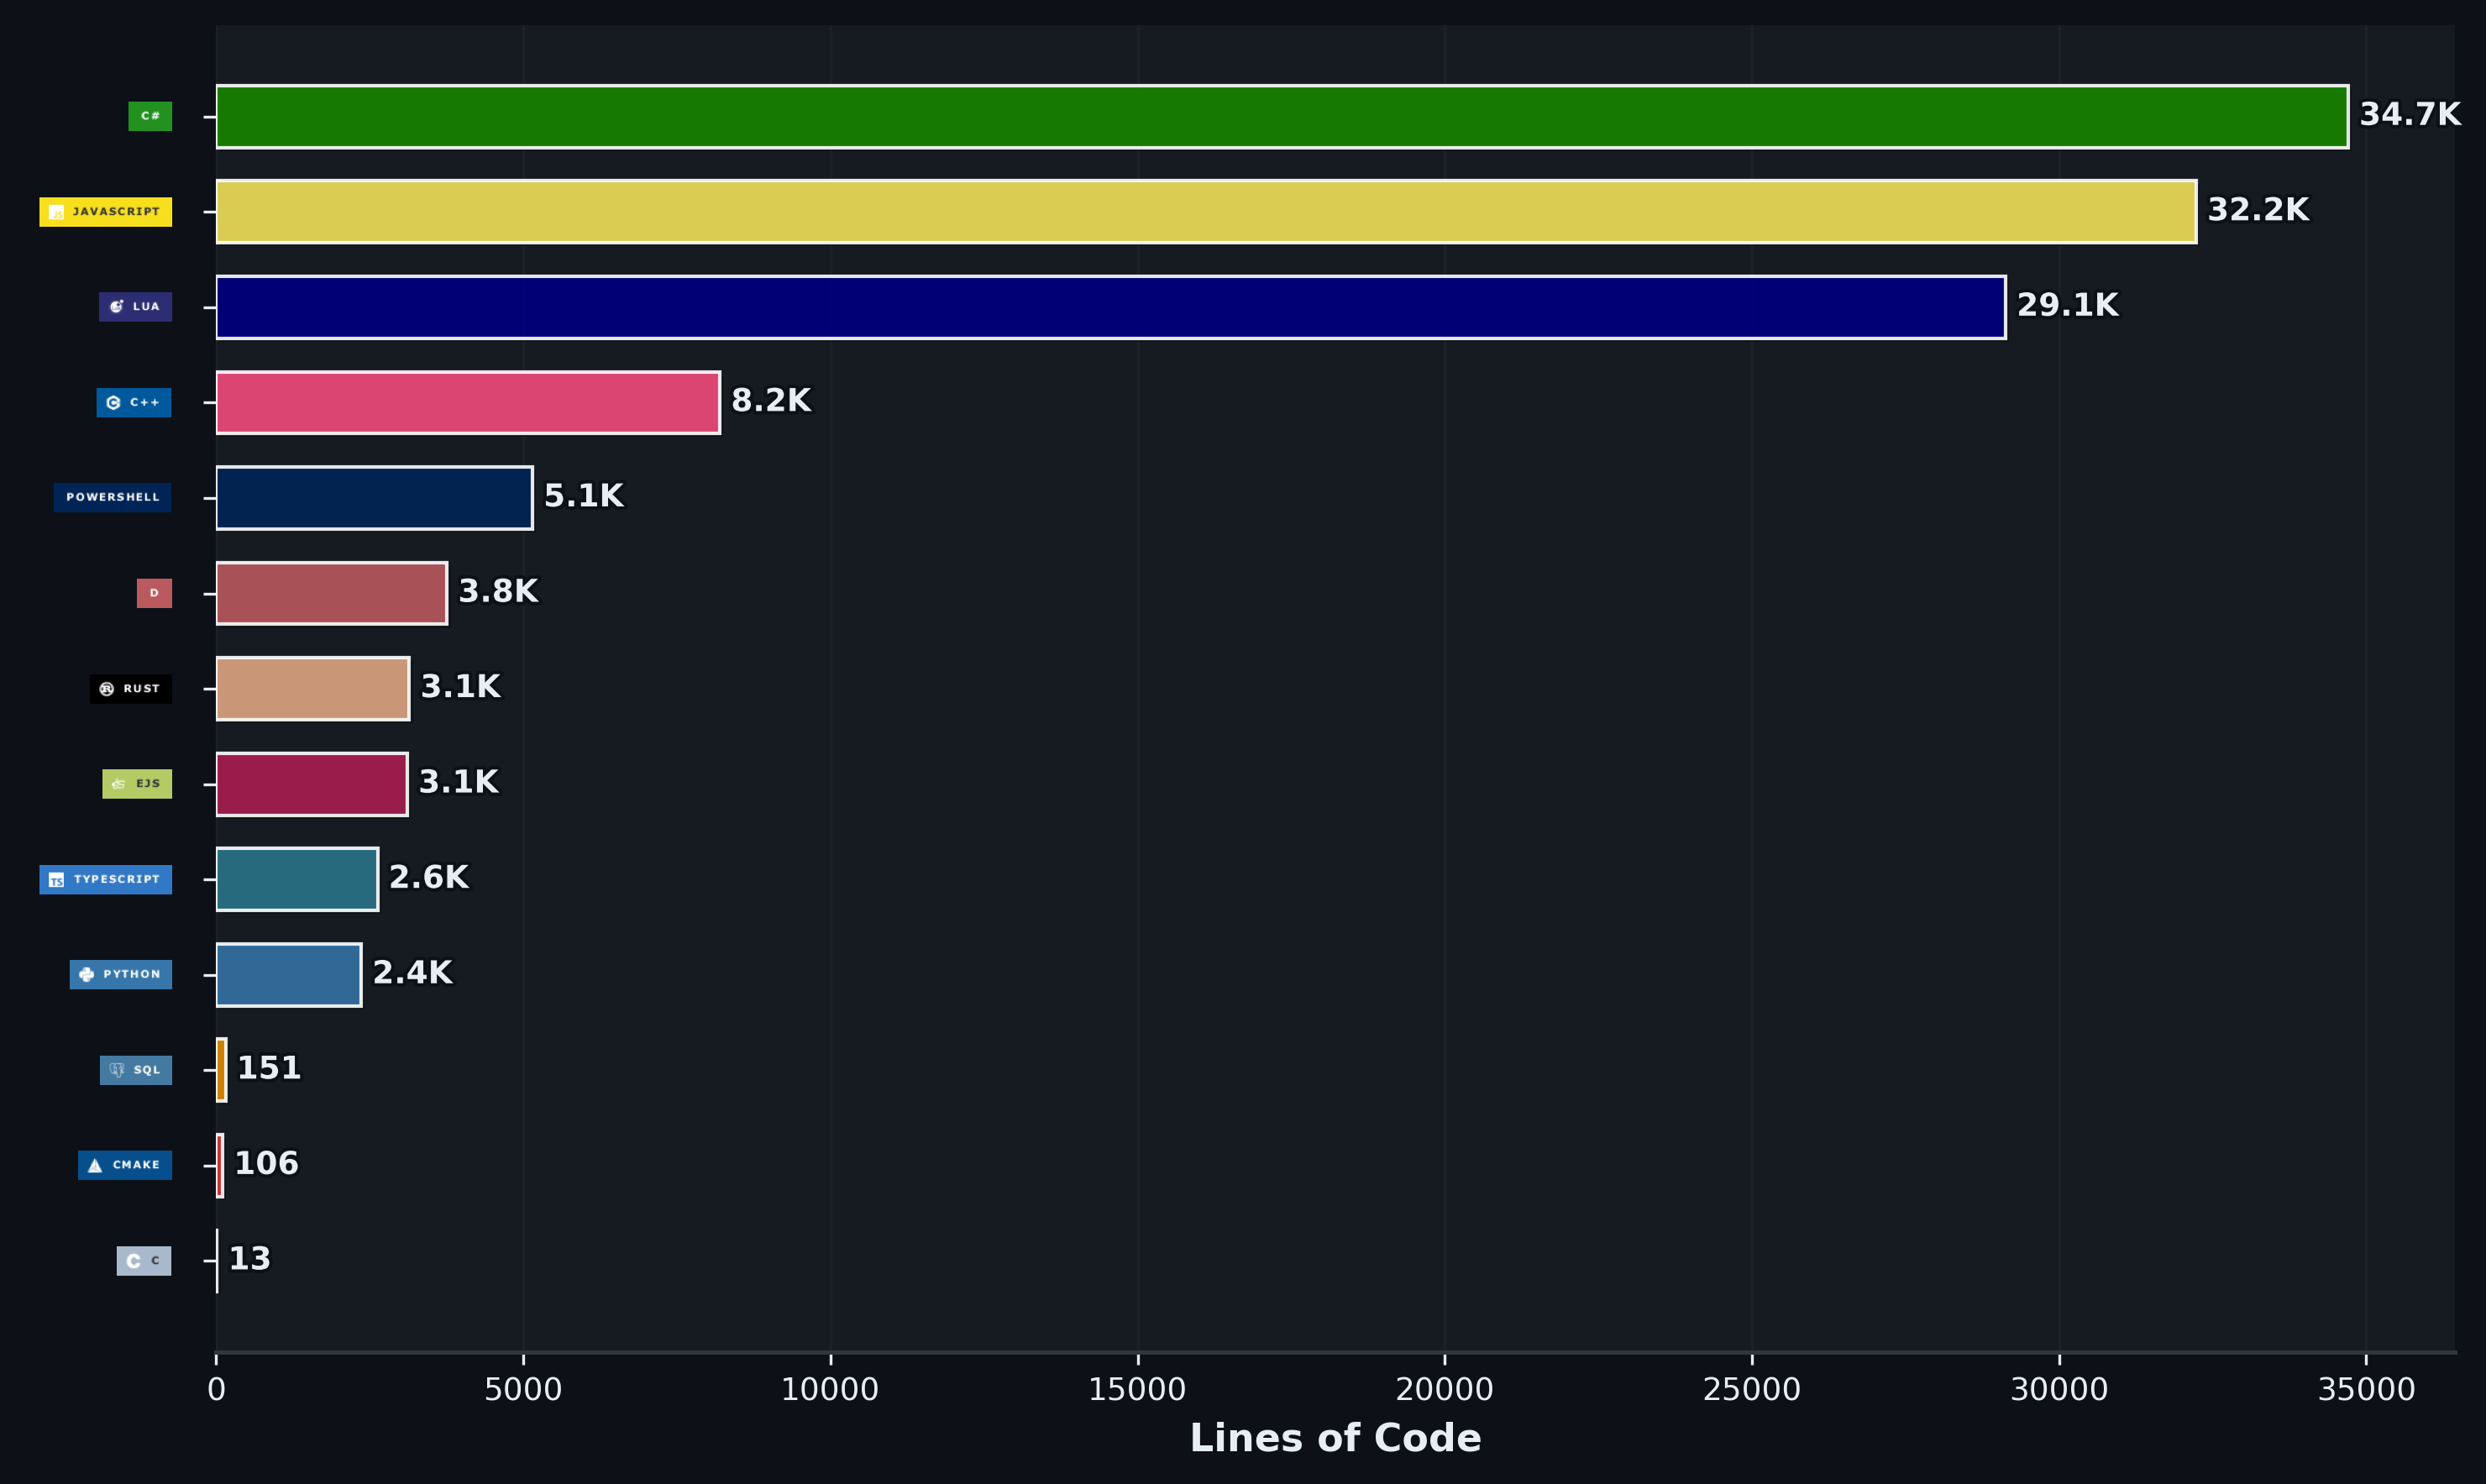 C# 34.7K
JS JAVASCRIPT 32.2K
LUA 29.1K
C C++ 8.2K
POWERSHELL 5.1K
D 3.8K
R RUST 3.1K
EJS 3.1K
TS TYPESCRIPT 2.6K
PYTHON 2.4K
SQL 151
CMAKE 106
C C 13
0 5000 10000 15000 20000 25000 30000 35000
Lines of Code